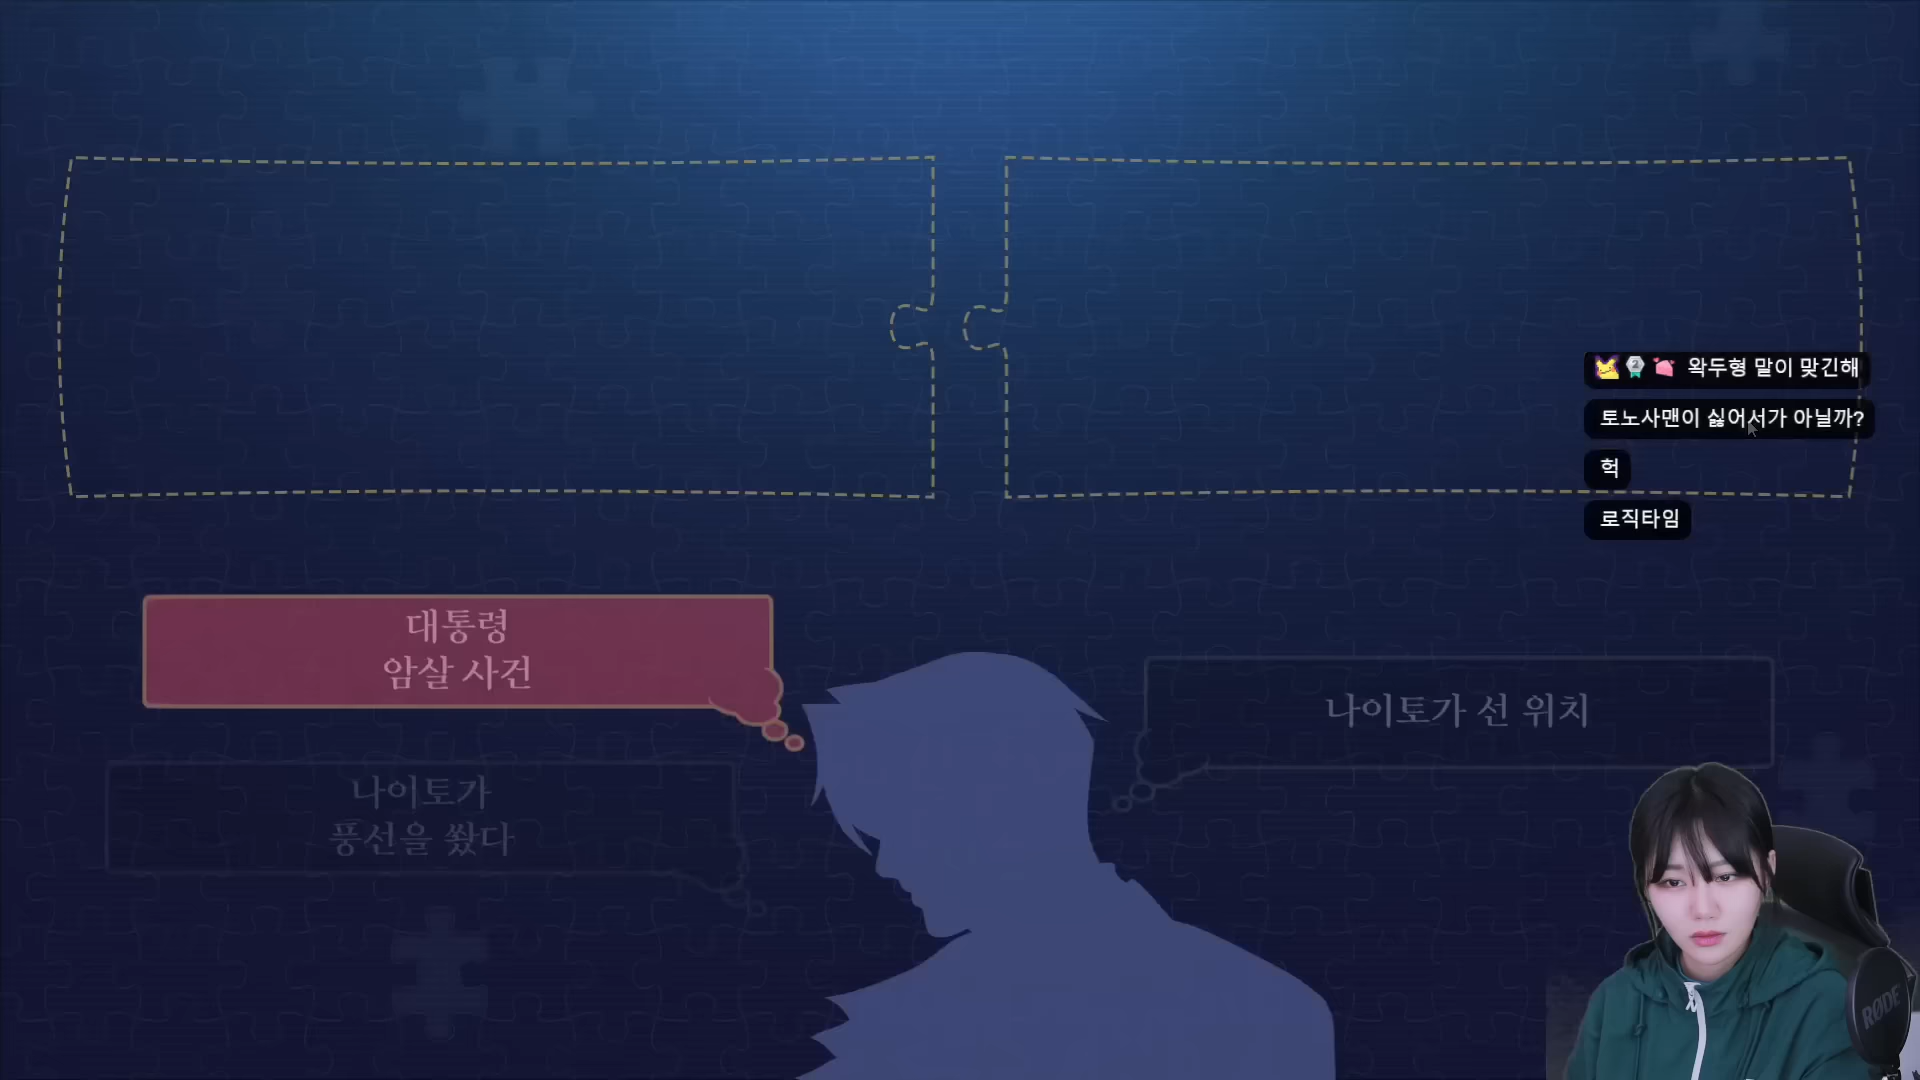 왁두형 말이 맞긴해
토노사맨이 싫어서가 아닐까?
헉
로직타임
대통령
암살 사건
나이토가 선 위치
나이토가
풍선을 쐈다
RØDE